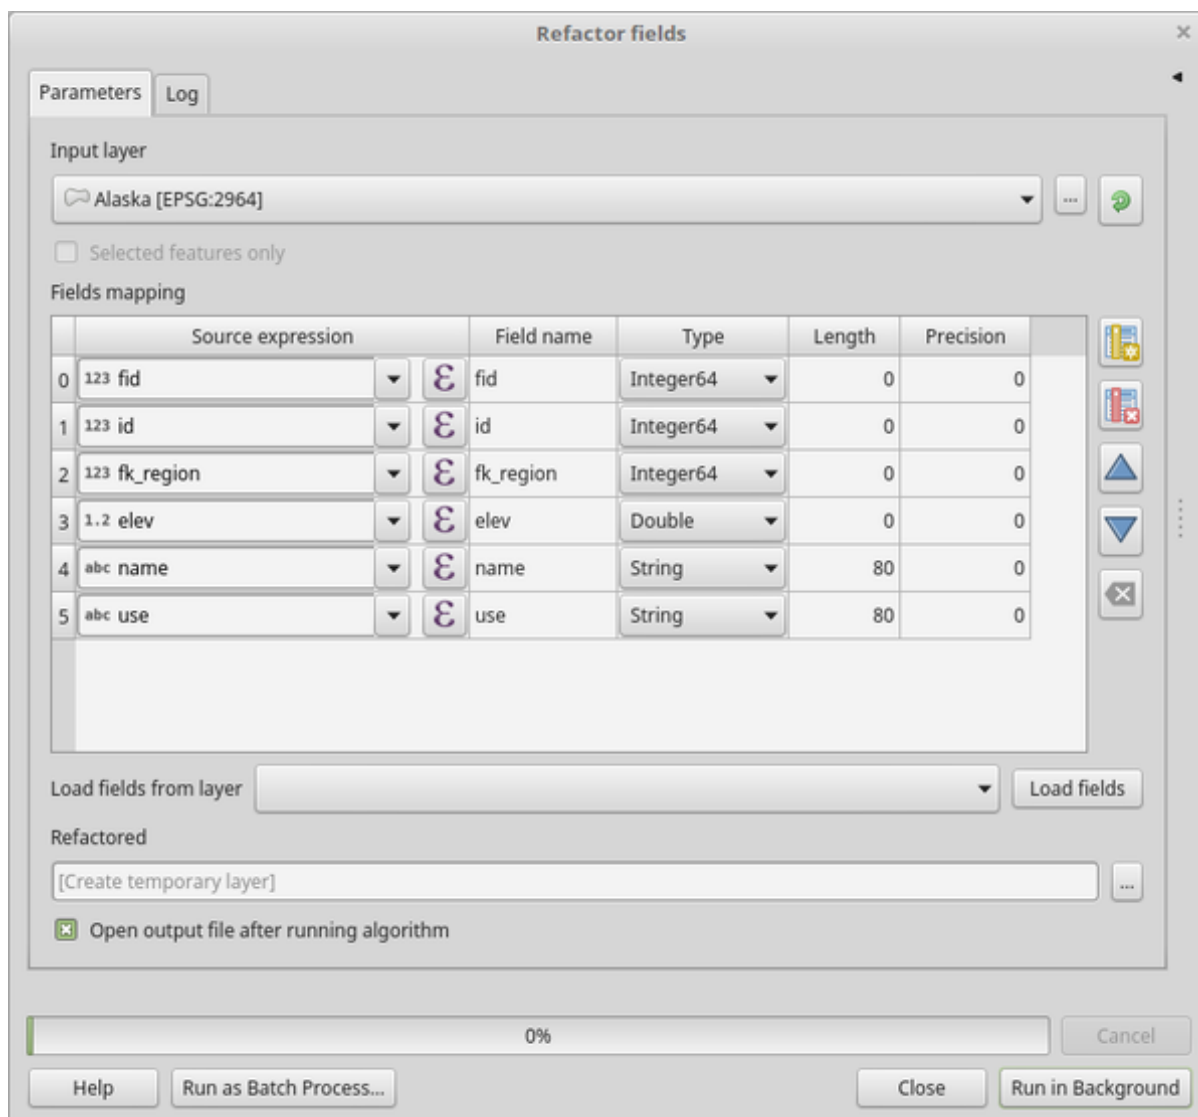 Refactor fields
Parameters Log
Input layer
Alaska [EPSG:2964] ...
Selected features only
Fields mapping
Source expression Field name Type Length Precision
0 123 fid ε fid Integer64 0 0
1 123 id ε id Integer64 0 0
2 123 fk_region ε fk_region Integer64 0 0
3 1.2 elev ε elev Double 0 0
4 abc name ε name String 80 0
5 abc use ε use String 80 0
Load fields from layer Load fields
Refactored
[Create temporary layer] ...
Open output file after running algorithm
0% Cancel
Help Run as Batch Process... Close Run in Background